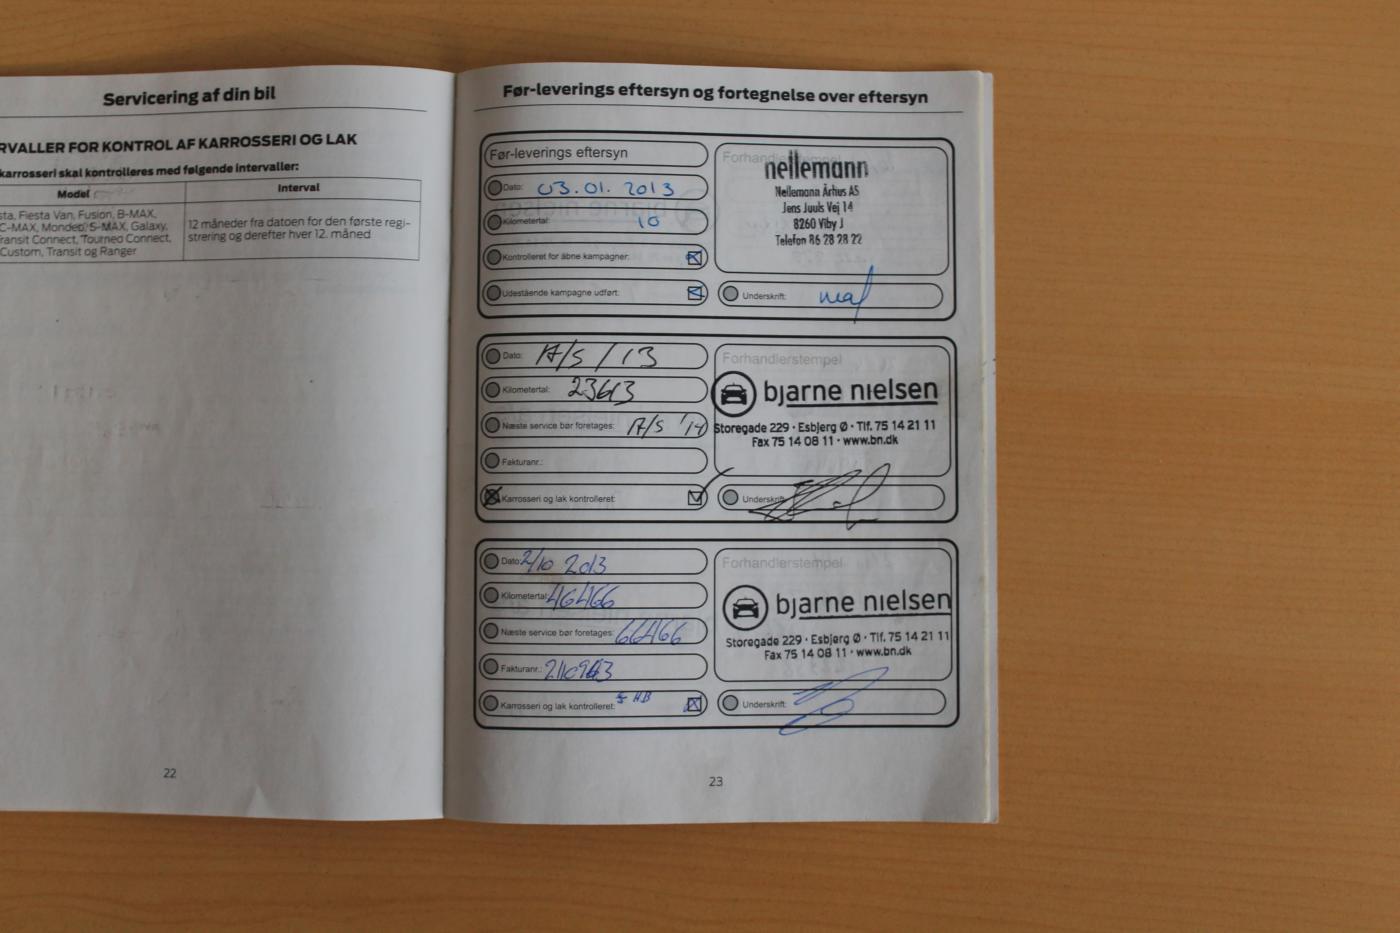 Servicering af din bil
RVALLER FOR KONTROL AF KARROSSERI OG LAK
karrosseri skal kontrolleres med følgende intervaller:
Model
Interval
sta, Fiesta Van, Fusion, B-MAX,
C-MAX, Mondeo, S-MAX, Galaxy,
ransit Connect, Tourneo Connect,
Custom, Transit og Ranger
12 måneder fra datoen for den første regi-
strering og derefter hver 12. måned
22
Før-leverings eftersyn og fortegnelse over eftersyn
Før-leverings eftersyn
Dato: 03.01.2013
Kilometertal: 10
Kontrolleret for åbne kampagner:
Udestående kampagne udført:
Forhandlerstempel
nellemann
Nellemann Århus AS
Jens Juuls Vej 14
8260 Viby J
Telefon 86 28 28 22
Underskrift:
Dato: /5/13
Kilometertal:
Næste service bør foretages: /5 '14
Fakturanr.:
Karrosseri og lak kontrolleret:
Forhandlerstempel
bjarne nielsen
Storegade 229 · Esbjerg Ø · Tlf. 75 14 21 11
Fax 75 14 08 11 · www.bn.dk
Underskrift:
Dato: 2/10 2013
Kilometertal: 46466
Næste service bør foretages: 66466
Fakturanr.:
Karrosseri og lak kontrolleret:
Forhandlerstempel
bjarne nielsen
Storegade 229 · Esbjerg Ø · Tlf. 75 14 21 11
Fax 75 14 08 11 · www.bn.dk
Underskrift:
23